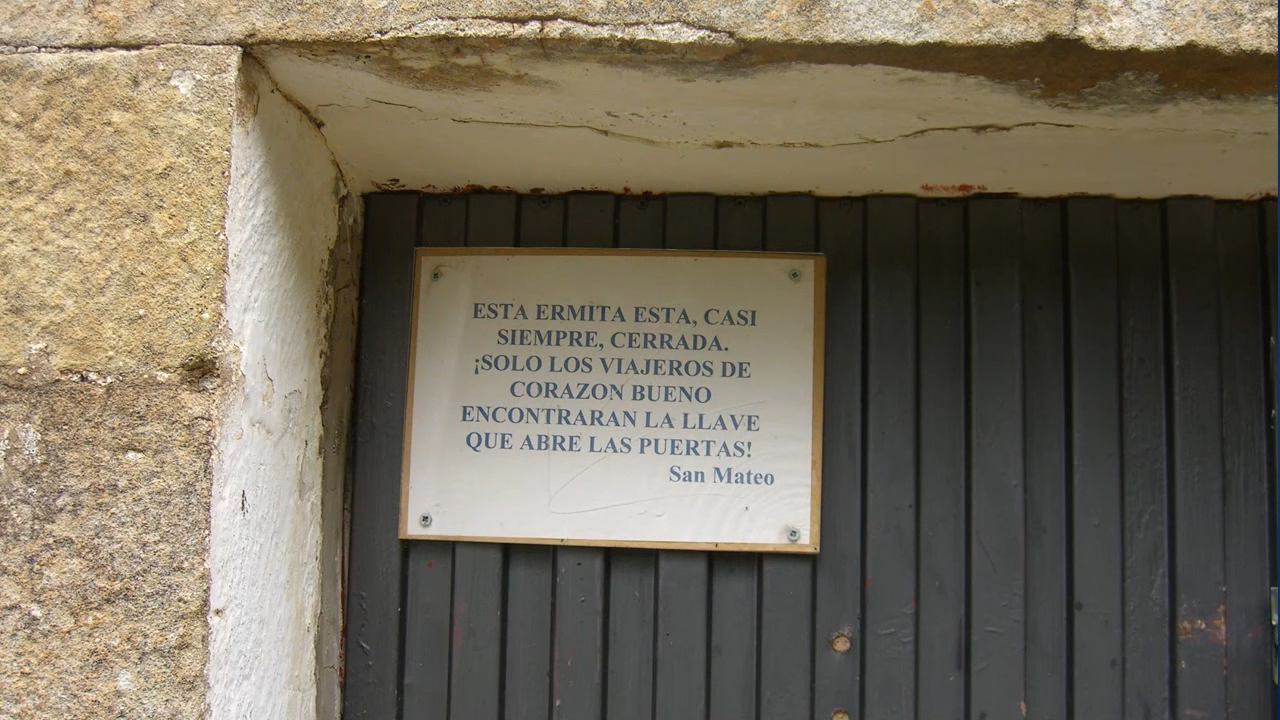 ESTA ERMITA ESTA, CASI
SIEMPRE, CERRADA.
¡SOLO LOS VIAJEROS DE
CORAZON BUENO
ENCONTRARAN LA LLAVE
QUE ABRE LAS PUERTAS!
San Mateo